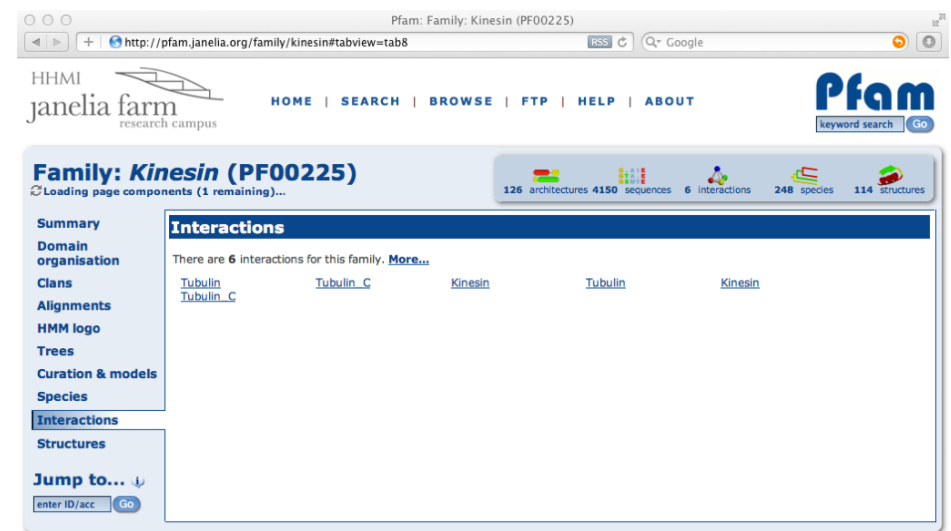 Pfam: Family: Kinesin (PF00225)
http://pfam.janelia.org/family/kinesin#tabview=tab8
RSS
Google
HHMI
janelia farm
research campus
HOME | SEARCH | BROWSE | FTP | HELP | ABOUT
Pfam
keyword search Go
Family: Kinesin (PF00225)
Loading page components (1 remaining)...
126 architectures 4150 sequences 6 interactions 248 species 114 structures
Summary
Domain
organisation
Clans
Alignments
HMM logo
Trees
Curation & models
Species
Interactions
Structures
Jump to... i
enter ID/acc Go
Interactions
There are 6 interactions for this family. More...
Tubulin Tubulin_C Kinesin Tubulin Kinesin
Tubulin_C